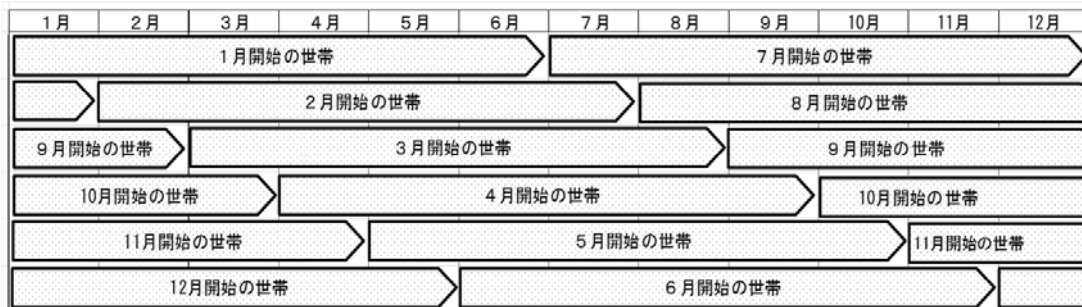 1月 2月 3月 4月 5月 6月 7月 8月 9月 10月 11月 12月
1月開始の世帯 7月開始の世帯
2月開始の世帯 8月開始の世帯
9月開始の世帯 3月開始の世帯 9月開始の世帯
10月開始の世帯 4月開始の世帯 10月開始の世帯
11月開始の世帯 5月開始の世帯 11月開始の世帯
12月開始の世帯 6月開始の世帯